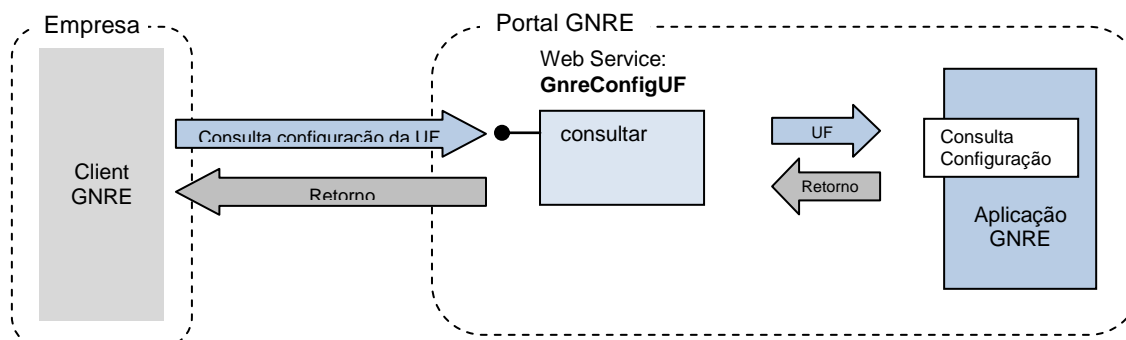 Empresa
Portal GNRE
Web Service:
GnreConfigUF
Consulta configuração da UF
consultar
UF
Consulta
Configuração
Client
GNRE
Retorno
Retorno
Aplicação
GNRE